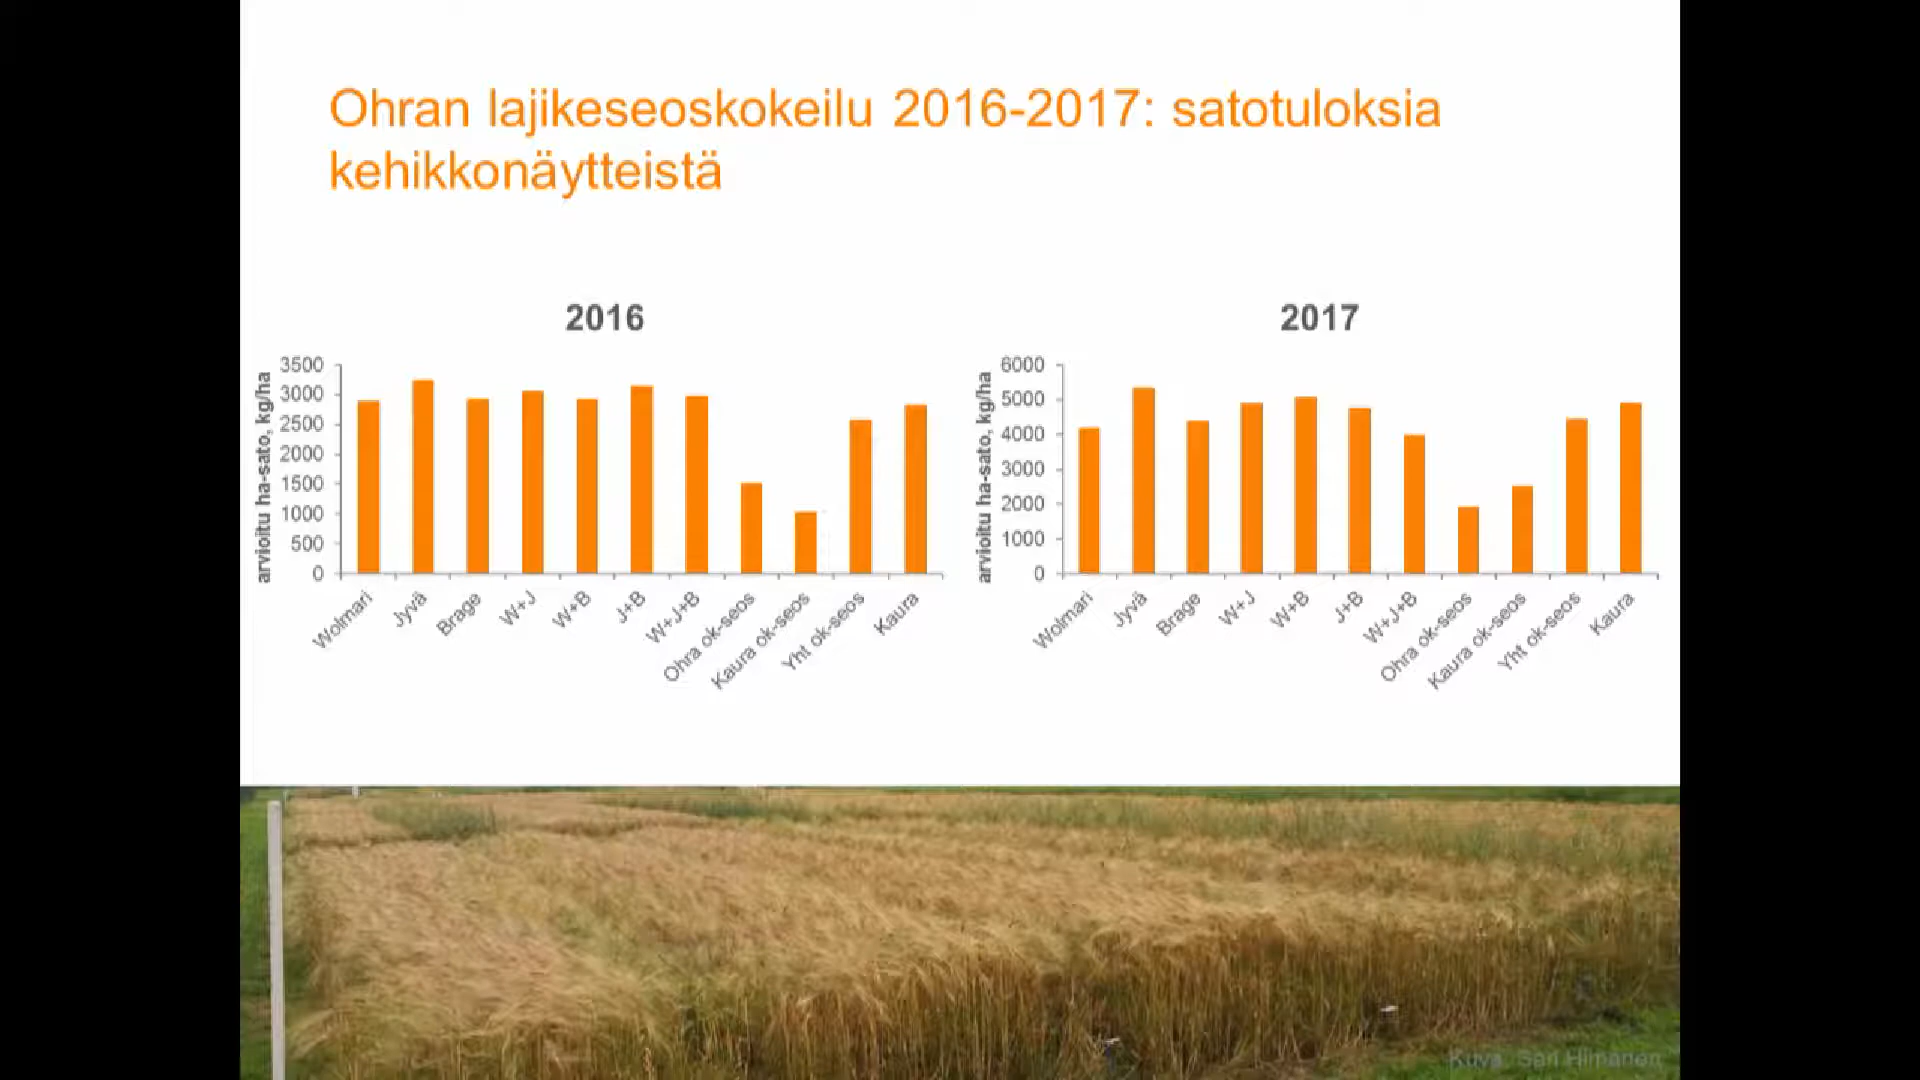 Ohran lajikeseoskokeilu 2016-2017: satotuloksia
kehikkonäytteistä
2016
arvioitu ha-sato, kg/ha
3500
3000
2500
2000
1500
1000
500
0
Wolmari
Jyvä
Brage
W+J
W+B
J+B
W+J+B
Ohra ok-seos
Kaura ok-seos
Yht ok-seos
Kaura
2017
arvioitu ha-sato, kg/ha
6000
5000
4000
3000
2000
1000
0
Wolmari
Jyvä
Brage
W+J
W+B
J+B
W+J+B
Ohra ok-seos
Kaura ok-seos
Yht ok-seos
Kaura
Kuva: Sari Himanen